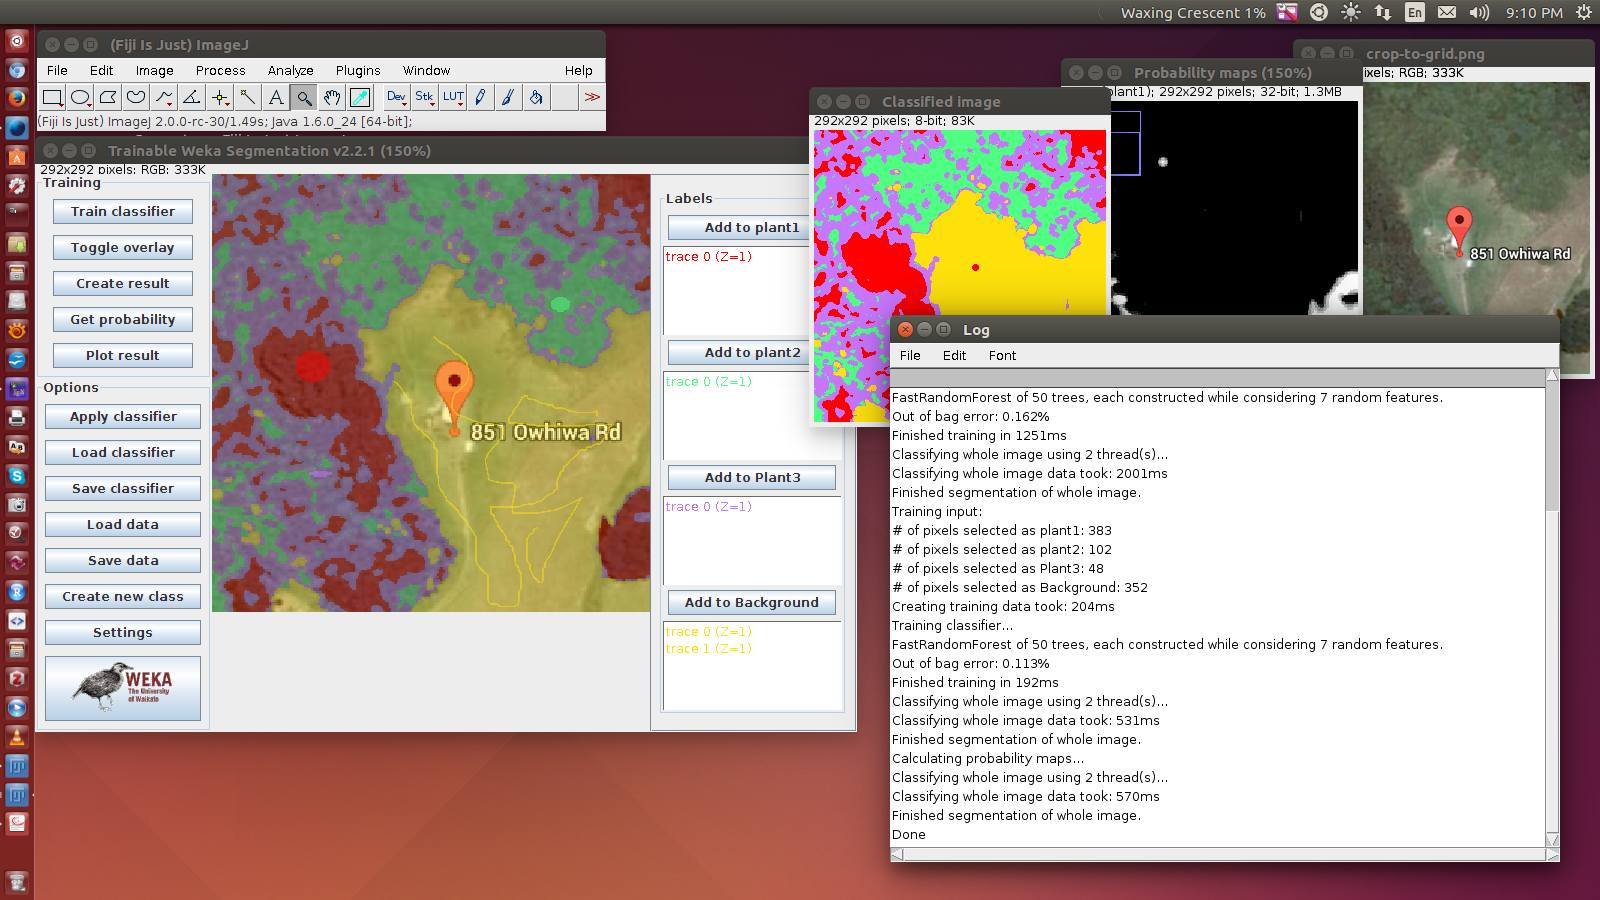 Waxing Crescent 1%
En
9:10 PM
(Fiji Is Just) ImageJ
File Edit Image Process Analyze Plugins Window Help
Dev Stk LUT
(Fiji Is Just) ImageJ 2.0.0-rc-30/1.49s; Java 1.6.0_24 [64-bit];
Trainable Weka Segmentation v2.2.1 (150%)
292x292 pixels; RGB; 333K
Training
Train classifier
Toggle overlay
Create result
Get probability
Plot result
Options
Apply classifier
Load classifier
Save classifier
Load data
Save data
Create new class
Settings
WEKA
The University
of Waikato
851 Owhiwa Rd
Labels
Add to plant1
trace 0 (Z=1)
Add to plant2
trace 0 (Z=1)
Add to Plant3
trace 0 (Z=1)
Add to Background
trace 0 (Z=1)
trace 1 (Z=1)
Classified image
292x292 pixels; 8-bit; 83K
Probability maps (150%)
plant1); 292x292 pixels; 32-bit; 1.3MB
crop-to-grid.png
ixels; RGB; 333K
851 Owhiwa Rd
Log
File Edit Font
FastRandomForest of 50 trees, each constructed while considering 7 random features.
Out of bag error: 0.162%
Finished training in 1251ms
Classifying whole image using 2 thread(s)...
Classifying whole image data took: 2001ms
Finished segmentation of whole image.
Training input:
# of pixels selected as plant1: 383
# of pixels selected as plant2: 102
# of pixels selected as Plant3: 48
# of pixels selected as Background: 352
Creating training data took: 204ms
Training classifier...
FastRandomForest of 50 trees, each constructed while considering 7 random features.
Out of bag error: 0.113%
Finished training in 192ms
Classifying whole image using 2 thread(s)...
Classifying whole image data took: 531ms
Finished segmentation of whole image.
Calculating probability maps...
Classifying whole image using 2 thread(s)...
Classifying whole image data took: 570ms
Finished segmentation of whole image.
Done